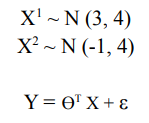 X¹ ~ N (3, 4)
X² ~ N (-1, 4)
Y = ϴᵀ X + ε